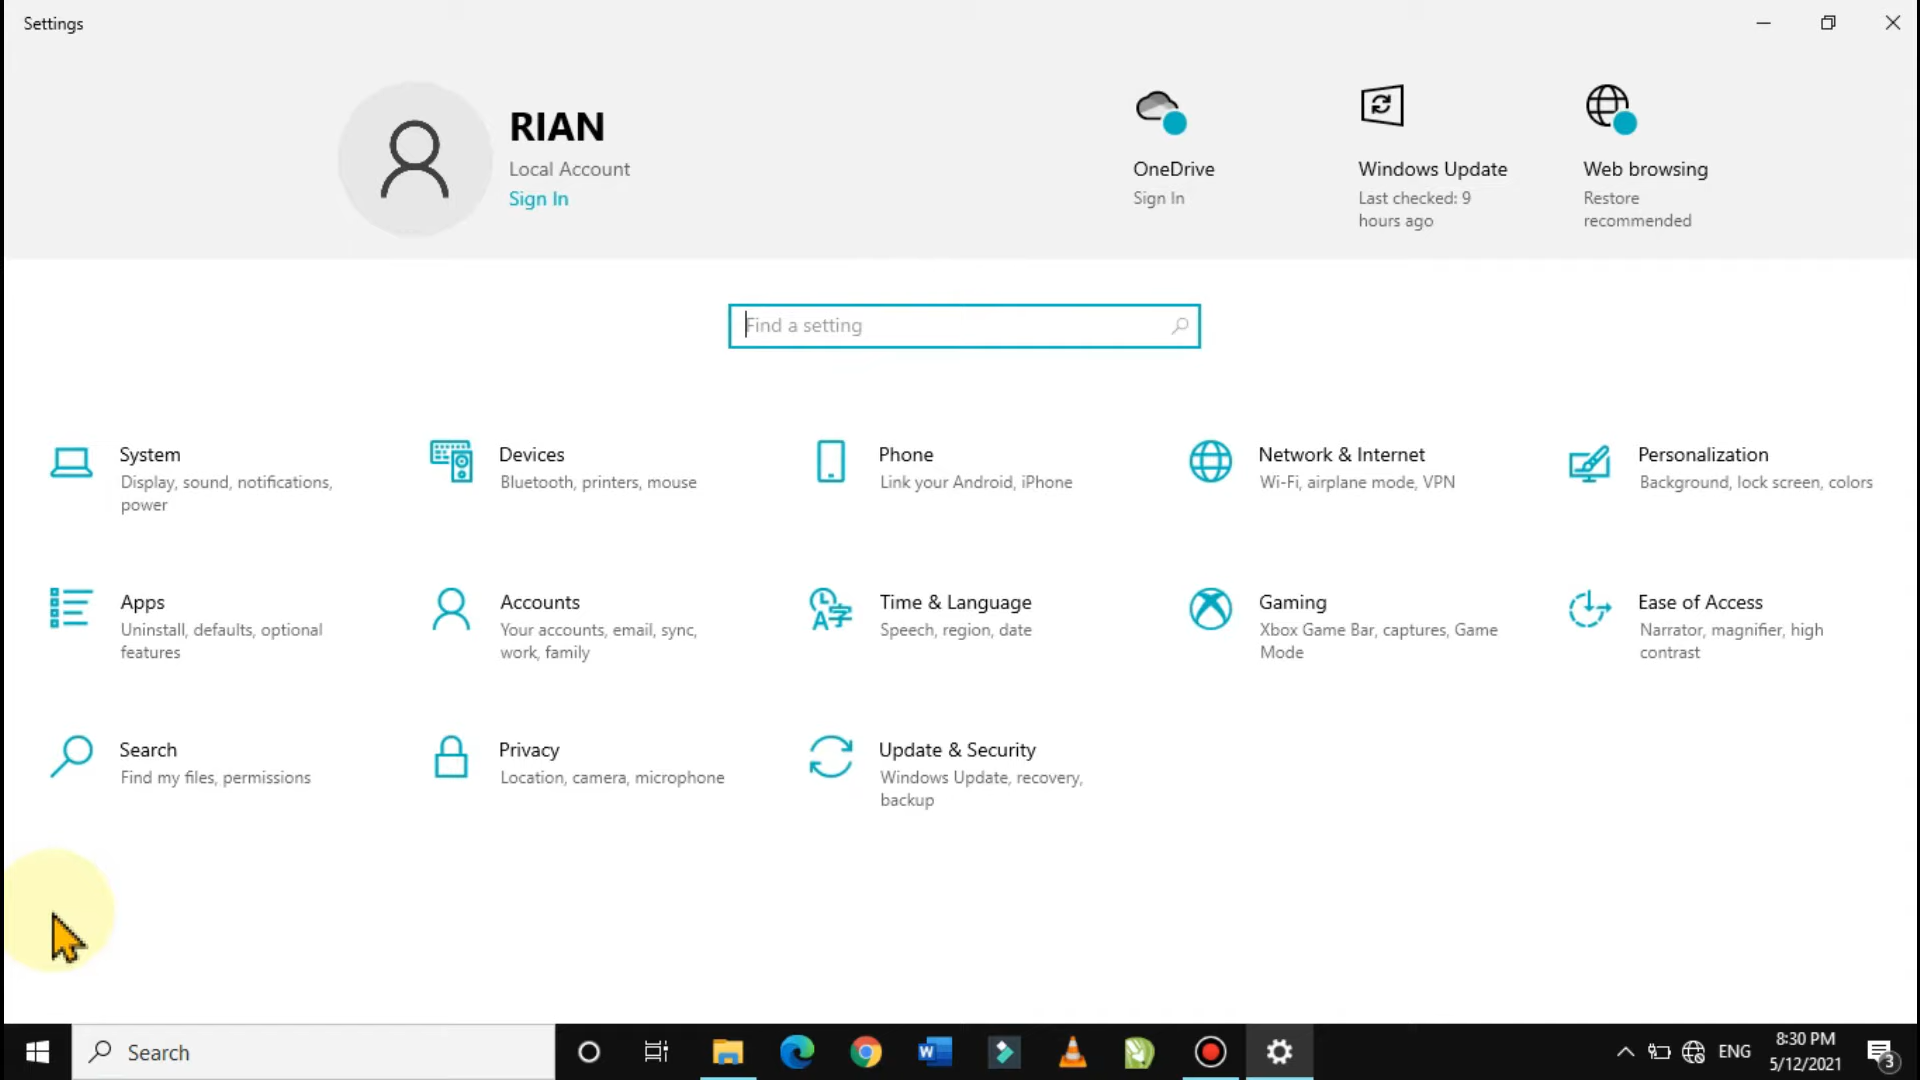 Settings
RIAN
Local Account
Sign In
OneDrive
Sign In
Windows Update
Last checked: 9
hours ago
Web browsing
Restore
recommended
Find a setting
System
Display, sound, notifications,
power
Devices
Bluetooth, printers, mouse
Phone
Link your Android, iPhone
Network & Internet
Wi-Fi, airplane mode, VPN
Personalization
Background, lock screen, colors
Apps
Uninstall, defaults, optional
features
Accounts
Your accounts, email, sync,
work, family
Time & Language
Speech, region, date
Gaming
Xbox Game Bar, captures, Game
Mode
Ease of Access
Narrator, magnifier, high
contrast
Search
Find my files, permissions
Privacy
Location, camera, microphone
Update & Security
Windows Update, recovery,
backup
Search
ENG
8:30 PM
5/12/2021
3